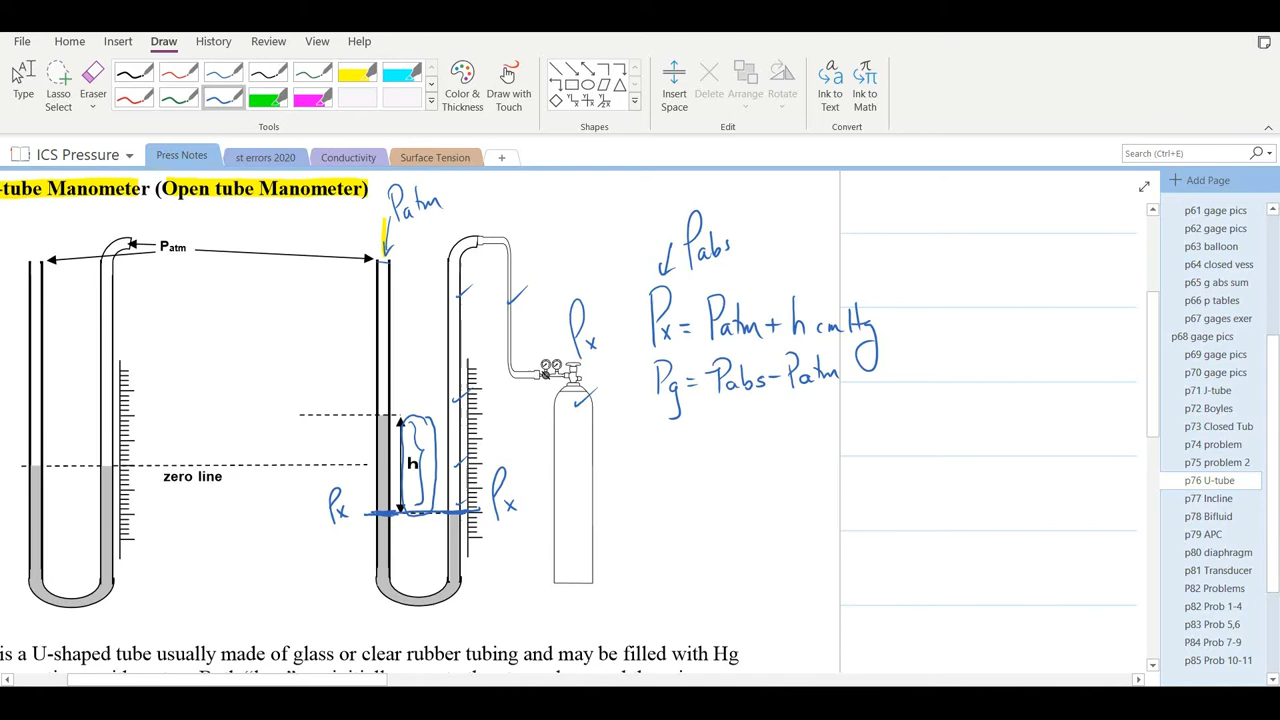 File Home Insert Draw History Review View Help
Type Lasso Select Eraser Color & Thickness Draw with Touch Insert Space Delete Arrange Rotate Ink to Text Ink to Math
Tools Shapes Edit Convert
ICS Pressure Press Notes st errors 2020 Conductivity Surface Tension + Search (Ctrl+E)
-tube Manometer (Open tube Manometer)
Patm
Patm
Pabs
Px
Px = Patm + h cm Hg
Pg = Pabs - Patm
h
zero line
Px
Px
is a U-shaped tube usually made of glass or clear rubber tubing and may be filled with Hg
Add Page
p61 gage pics
p62 gage pics
p63 balloon
p64 closed vess
p65 g abs sum
p66 p tables
p67 gages exer
p68 gage pics
p69 gage pics
p70 gage pics
p71 J-tube
p72 Boyles
p73 Closed Tub
p74 problem
p75 problem 2
p76 U-tube
p77 Incline
p78 Bifluid
p79 APC
p80 diaphragm
p81 Transducer
P82 Problems
p82 Prob 1-4
p83 Prob 5,6
P84 Prob 7-9
p85 Prob 10-11